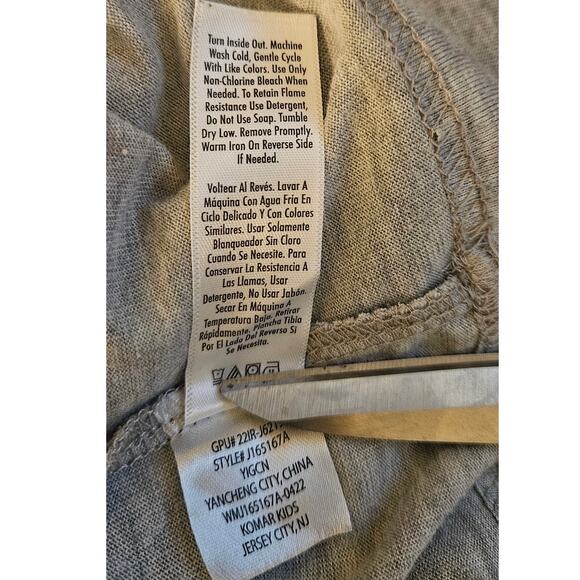 Turn Inside Out. Machine
Wash Cold, Gentle Cycle
With Like Colors. Use Only
Non-Chlorine Bleach When
Needed. To Retain Flame
Resistance Use Detergent,
Do Not Use Soap. Tumble
Dry Low. Remove Promptly.
Warm Iron On Reverse Side
If Needed.
Voltear Al Revés. Lavar A
Máquina Con Agua Fría En
Ciclo Delicado Y Con Colores
Similares. Usar Solamente
Blanqueador Sin Cloro
Cuando Se Necesite. Para
Conservar La Resistencia A
Las Llamas, Usar
Detergente, No Usar Jabón.
Secar En Máquina A
Temperatura Baja. Retirar
Rápidamente. Plancha Tibia
Por El Lado Del Reverso Si
Se Necesita.
GPU#
STYLE# J165167A
YIGCN
YANCHENG CITY, CHINA
WMJ165167A-0422
KOMAR KIDS
JERSEY CITY, NJ